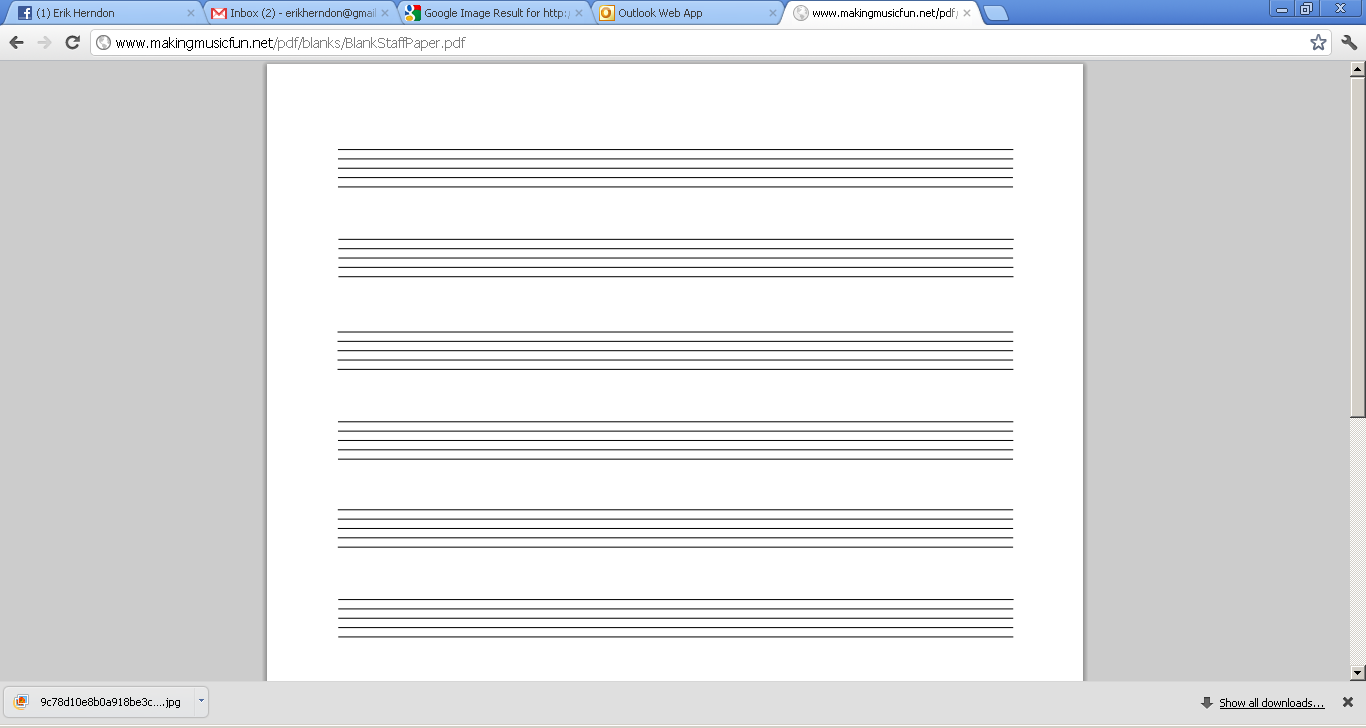 (1) Erik Herndon
Inbox (2) - erikherndon@gmail
Google Image Result for http:/
Outlook Web App
www.makingmusicfun.net/pdf/
www.makingmusicfun.net/pdf/blanks/BlankStaffPaper.pdf
9c78d10e8b0a918be3c....jpg
Show all downloads...